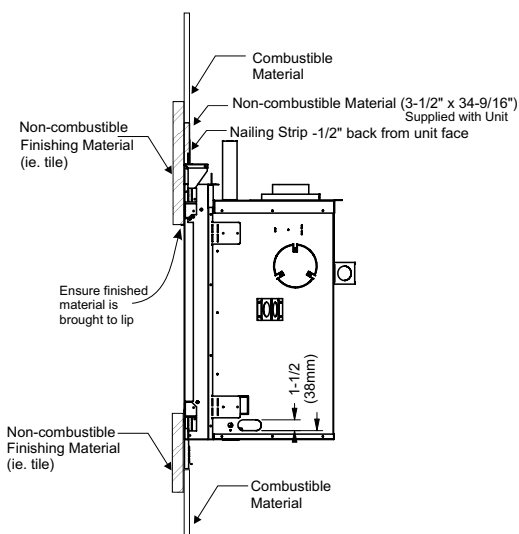 Combustible
Material
Non-combustible Material (3-1/2" x 34-9/16")
Supplied with Unit
Nailing Strip -1/2" back from unit face
Non-combustible
Finishing Material
(ie. tile)
Ensure finished
material is
brought to lip
1-1/2
(38mm)
Non-combustible
Finishing Material
(ie. tile)
Combustible
Material